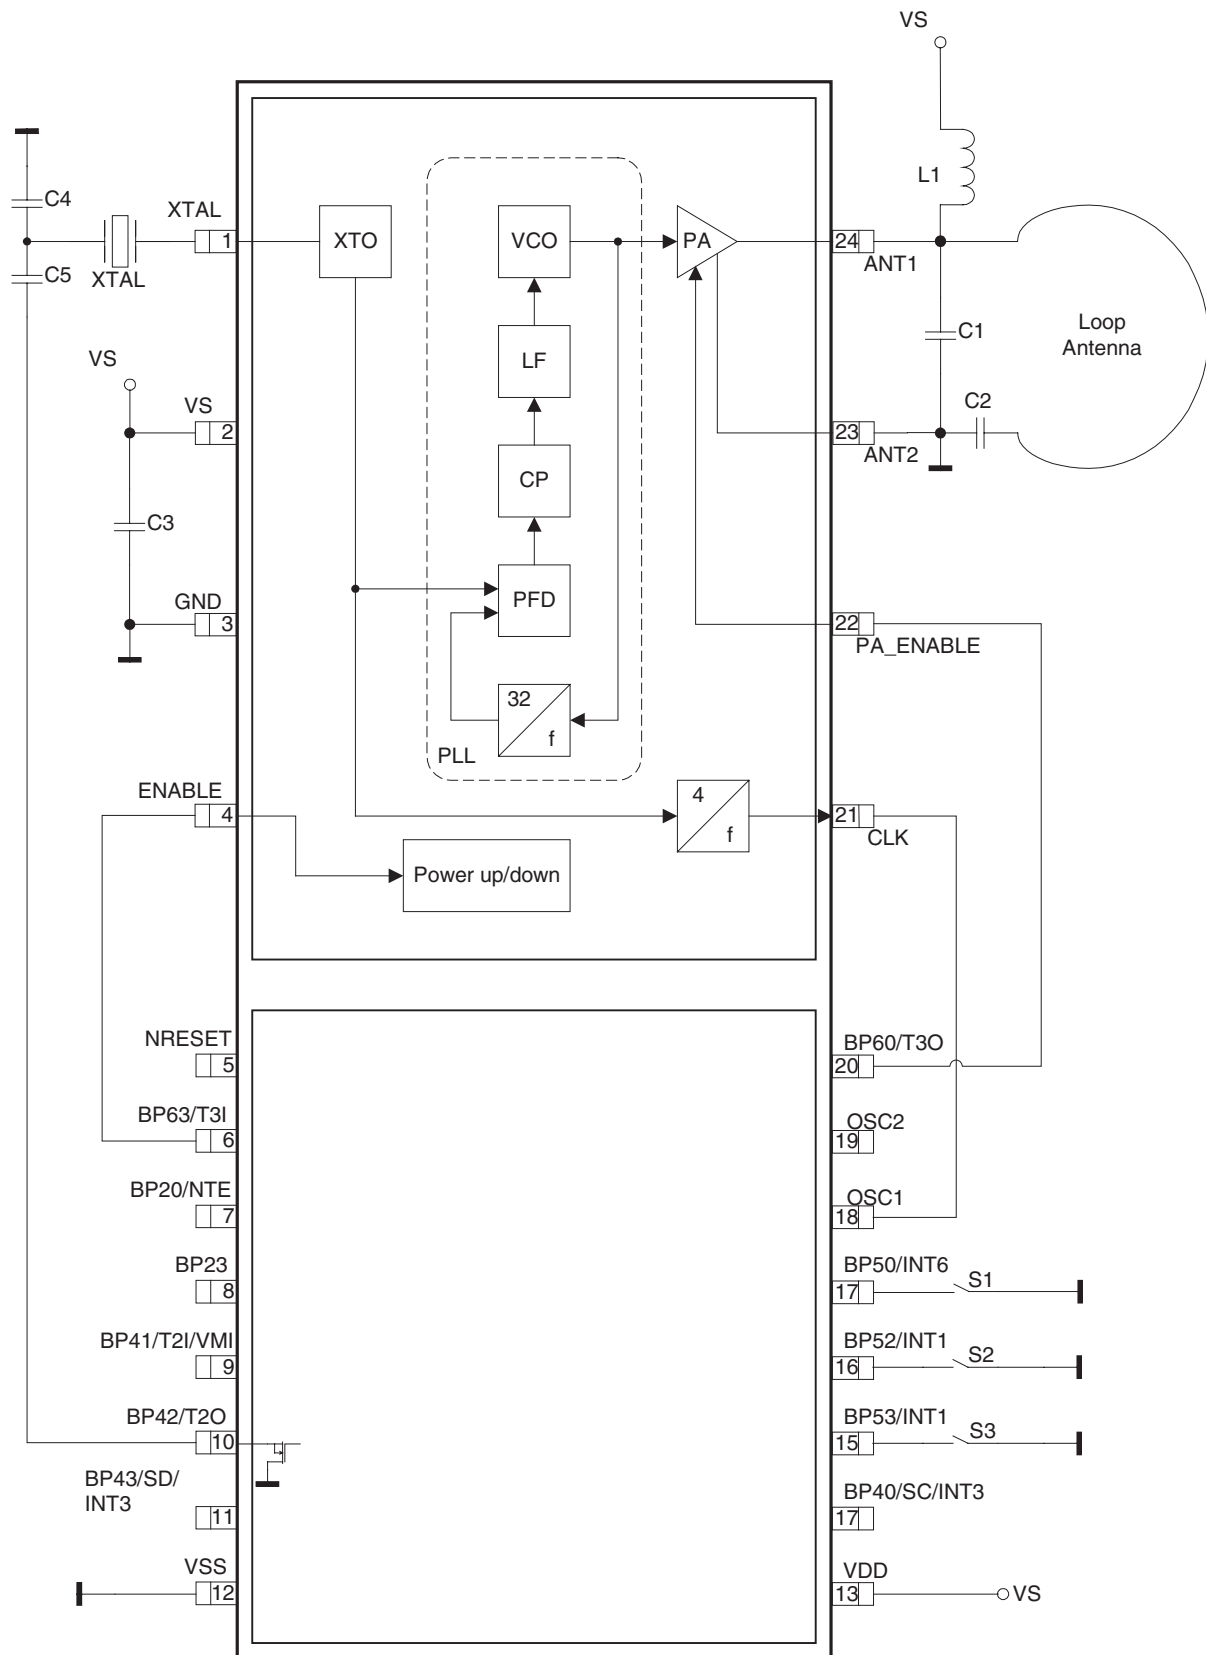 VS
L1
C4
XTAL
1
XTAL
C5
XTO
VCO
PA
24
ANT1
C1
Loop
Antenna
VS
LF
VS
2
C2
23
ANT2
CP
C3
GND
3
PFD
22
PA_ENABLE
32
f
PLL
ENABLE
4
4
f
21
CLK
Power up/down
NRESET
5
BP60/T3O
20
BP63/T3I
6
OSC2
19
BP20/NTE
7
OSC1
18
BP23
8
BP50/INT6
17
S1
BP41/T2I/VMI
9
BP52/INT1
16
S2
BP42/T2O
10
BP53/INT1
15
S3
BP43/SD/
INT3
11
BP40/SC/INT3
17
VSS
12
VDD
13
VS